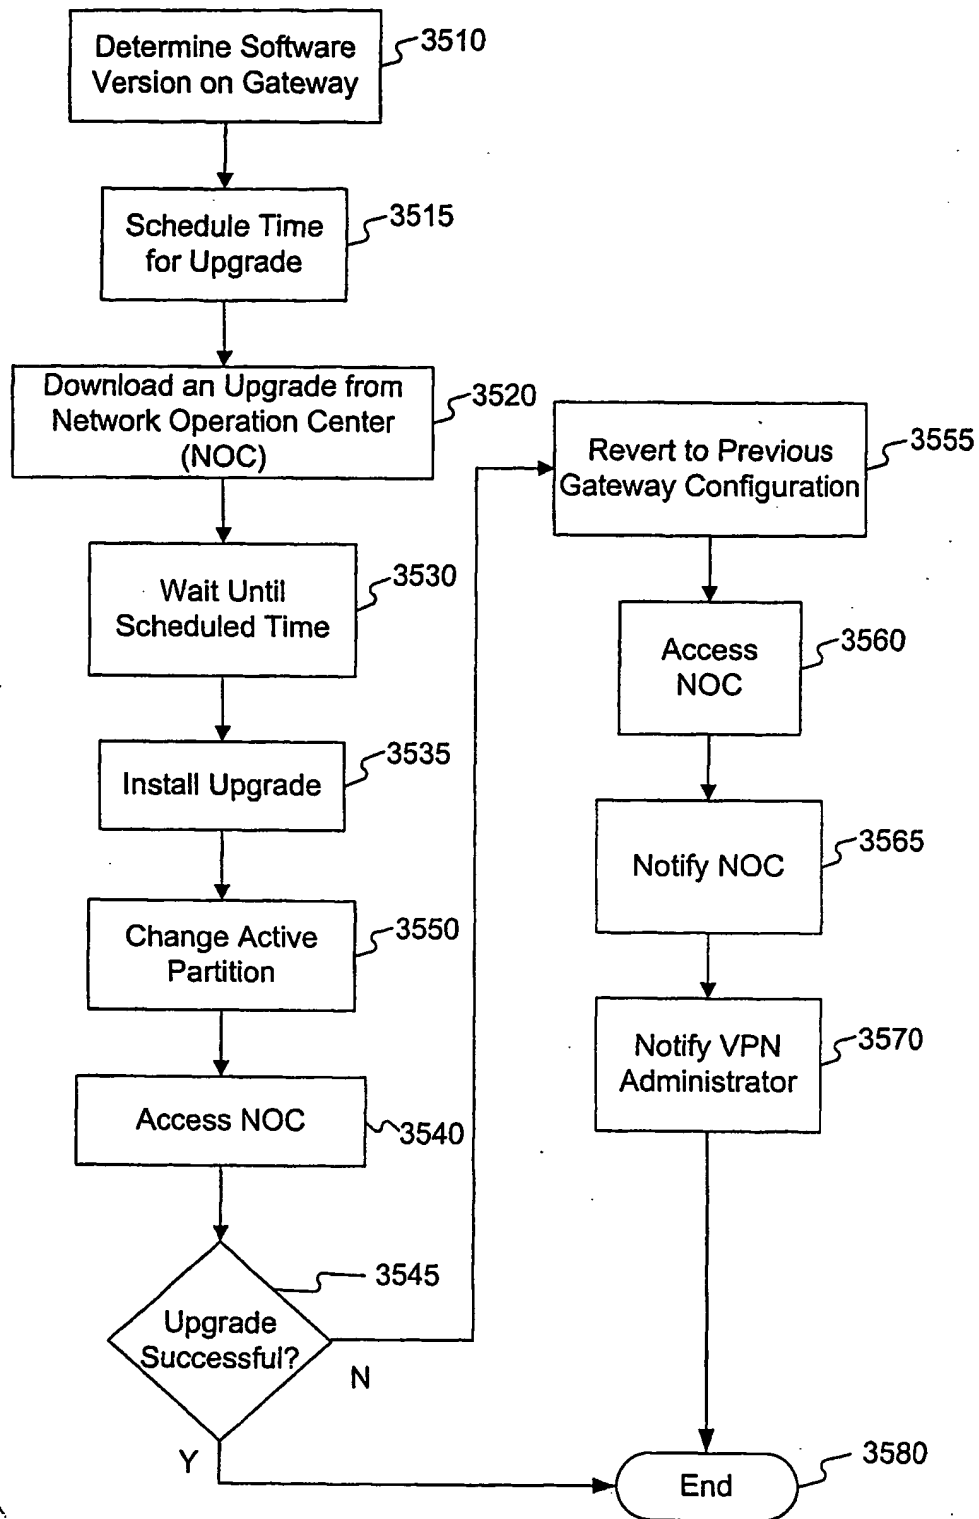 Determine Software
Version on Gateway
3510
Schedule Time
for Upgrade
3515
Download an Upgrade from
Network Operation Center
(NOC)
3520
Wait Until
Scheduled Time
3530
Install Upgrade
3535
Change Active
Partition
3550
Access NOC
3540
Upgrade
Successful?
3545
N
Y
Revert to Previous
Gateway Configuration
3555
Access
NOC
3560
Notify NOC
3565
Notify VPN
Administrator
3570
End
3580